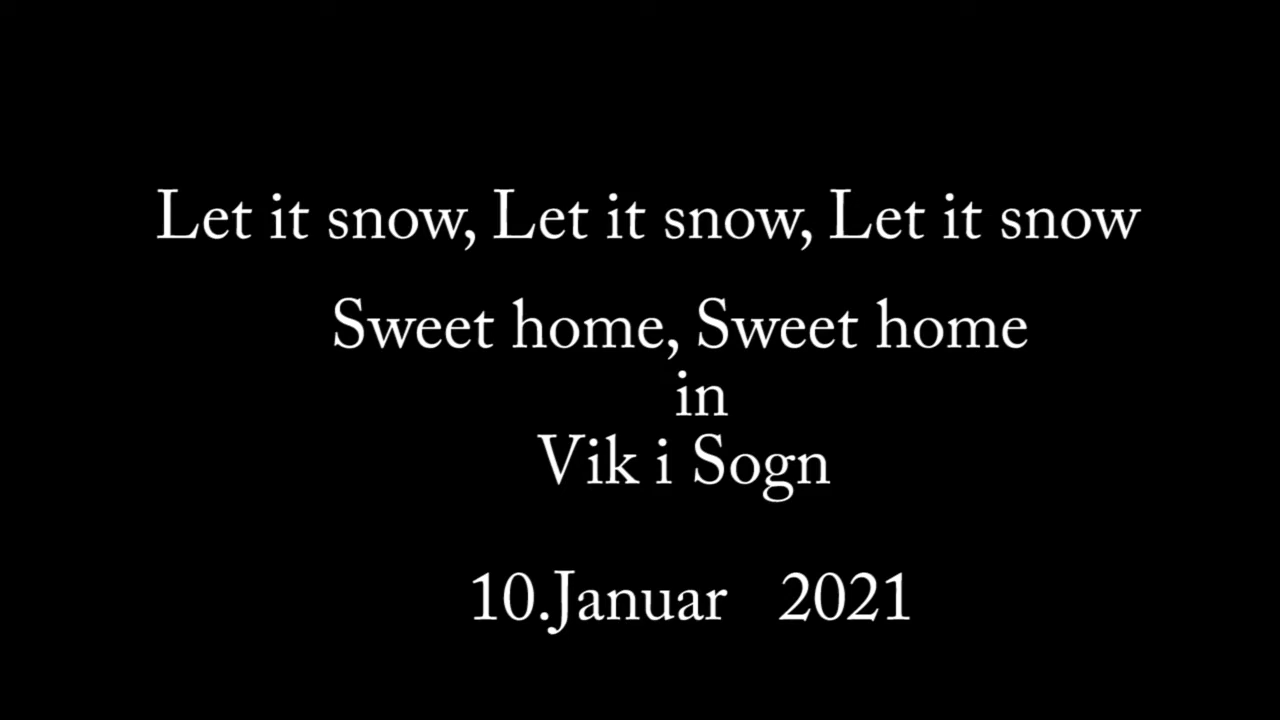 Let it snow, Let it snow, Let it snow
Sweet home, Sweet home
in
Vik i Sogn
10.Januar 2021